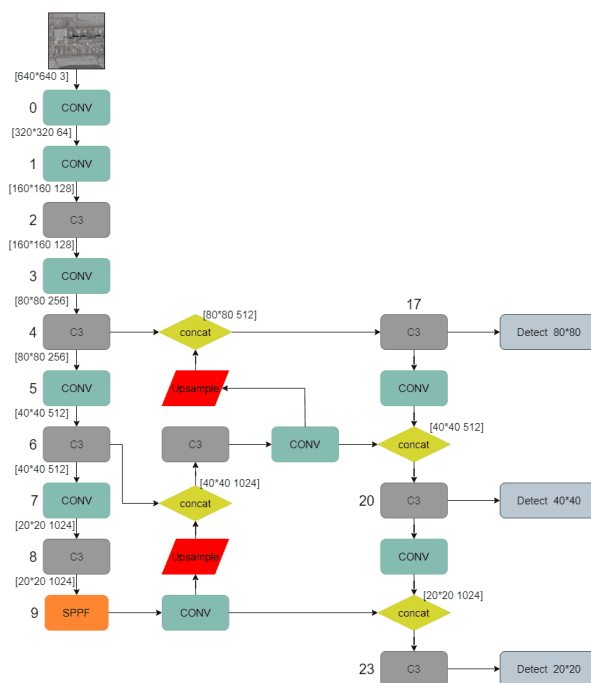 [640*640 3]
0 CONV
[320*320 64]
1 CONV
[160*160 128]
2 C3
[160*160 128]
3 CONV
[80*80 256]
[80*80 512]
17
4 C3 concat C3 Detect 80*80
[80*80 256]
5 CONV Upsample CONV
[40*40 512]
[40*40 512]
6 C3 C3 CONV concat
[40*40 512]
[40*40 1024]
7 CONV concat 20 C3 Detect 40*40
[20*20 1024]
8 C3 Upsample CONV
[20*20 1024]
[20*20 1024]
9 SPPF CONV concat
23 C3 Detect 20*20